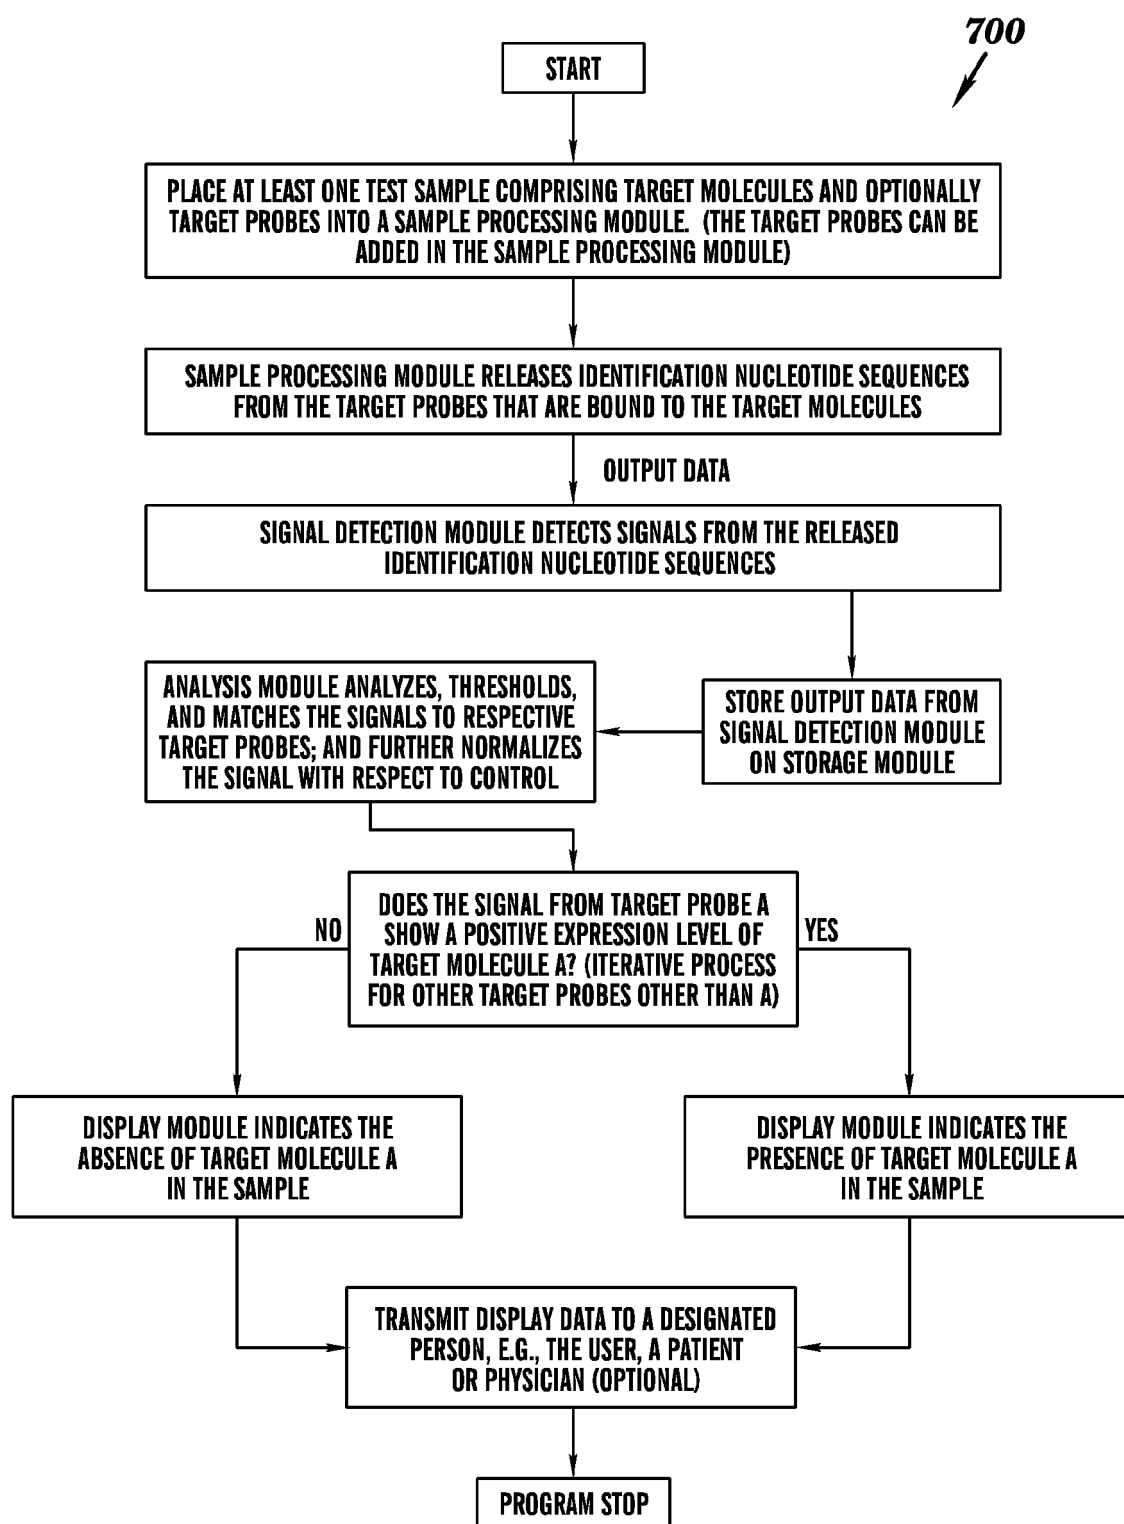 700
START
PLACE AT LEAST ONE TEST SAMPLE COMPRISING TARGET MOLECULES AND OPTIONALLY
TARGET PROBES INTO A SAMPLE PROCESSING MODULE. (THE TARGET PROBES CAN BE
ADDED IN THE SAMPLE PROCESSING MODULE)
SAMPLE PROCESSING MODULE RELEASES IDENTIFICATION NUCLEOTIDE SEQUENCES
FROM THE TARGET PROBES THAT ARE BOUND TO THE TARGET MOLECULES
OUTPUT DATA
SIGNAL DETECTION MODULE DETECTS SIGNALS FROM THE RELEASED
IDENTIFICATION NUCLEOTIDE SEQUENCES
STORE OUTPUT DATA FROM
SIGNAL DETECTION MODULE
ON STORAGE MODULE
ANALYSIS MODULE ANALYZES, THRESHOLDS,
AND MATCHES THE SIGNALS TO RESPECTIVE
TARGET PROBES; AND FURTHER NORMALIZES
THE SIGNAL WITH RESPECT TO CONTROL
DOES THE SIGNAL FROM TARGET PROBE A
SHOW A POSITIVE EXPRESSION LEVEL OF
TARGET MOLECULE A? (ITERATIVE PROCESS
FOR OTHER TARGET PROBES OTHER THAN A)
NO
YES
DISPLAY MODULE INDICATES THE
ABSENCE OF TARGET MOLECULE A
IN THE SAMPLE
DISPLAY MODULE INDICATES THE
PRESENCE OF TARGET MOLECULE A
IN THE SAMPLE
TRANSMIT DISPLAY DATA TO A DESIGNATED
PERSON, E.G., THE USER, A PATIENT
OR PHYSICIAN (OPTIONAL)
PROGRAM STOP